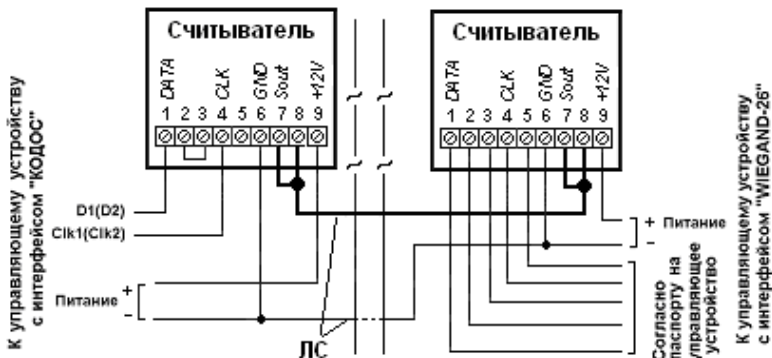 К управляющему устройству
с интерфейсом "КОДОС"
Считыватель
DATA CLK GND Sout +12V
1 2 3 4 5 6 7 8 9
D1(D2)
Clk1(Clk2)
Питание + −
ЛС
Считыватель
DATA CLK GND Sout +12V
1 2 3 4 5 6 7 8 9
+ Питание
−
Согласно
паспорту на
управляющее
устройство
К управляющему устройству
с интерфейсом "WIEGAND-26"